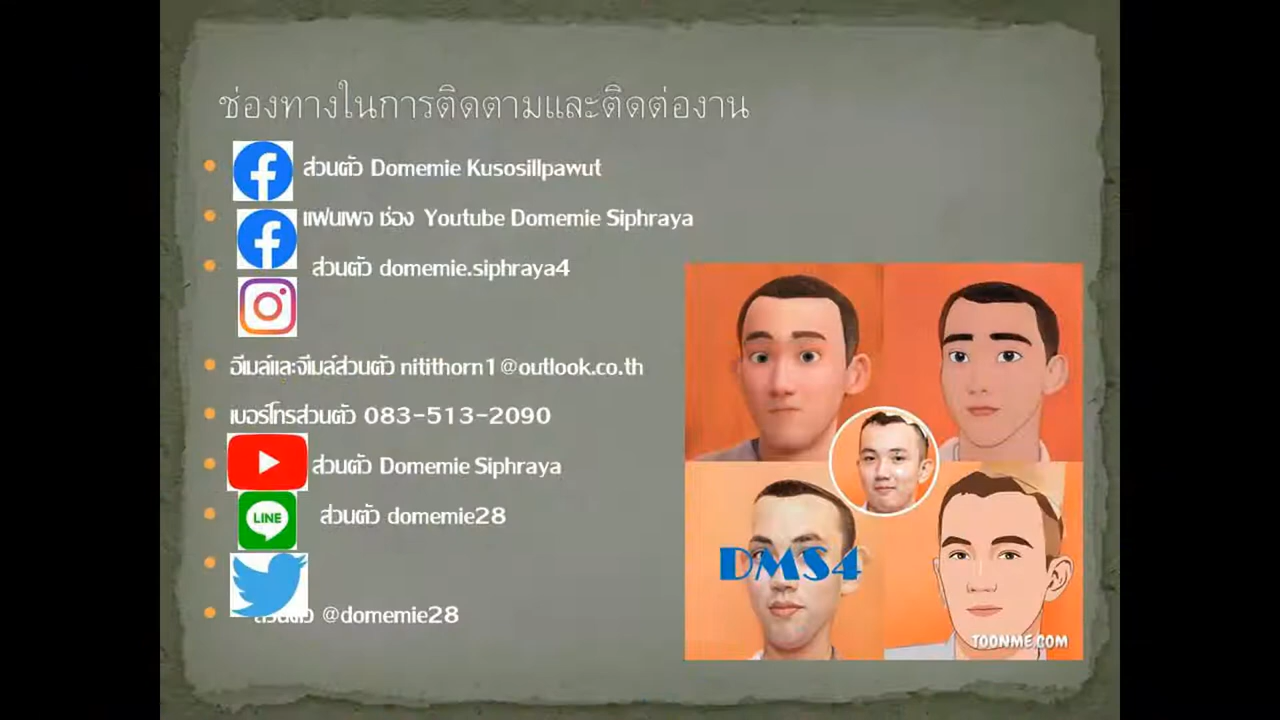 ช่องทางในการติดตามและติดต่องาน
ส่วนตัว Domemie Kusosillpawut
แฟนเพจ ช่อง Youtube Domemie Siphraya
ส่วนตัว domemie.siphraya4
อีเมล์และจีเมล์ส่วนตัว nitithorn1@outlook.co.th
เบอร์โทรส่วนตัว 083-513-2090
ส่วนตัว Domemie Siphraya
LINE
ส่วนตัว domemie28
ส่วนตัว @domemie28
DMS4
TOONME.COM